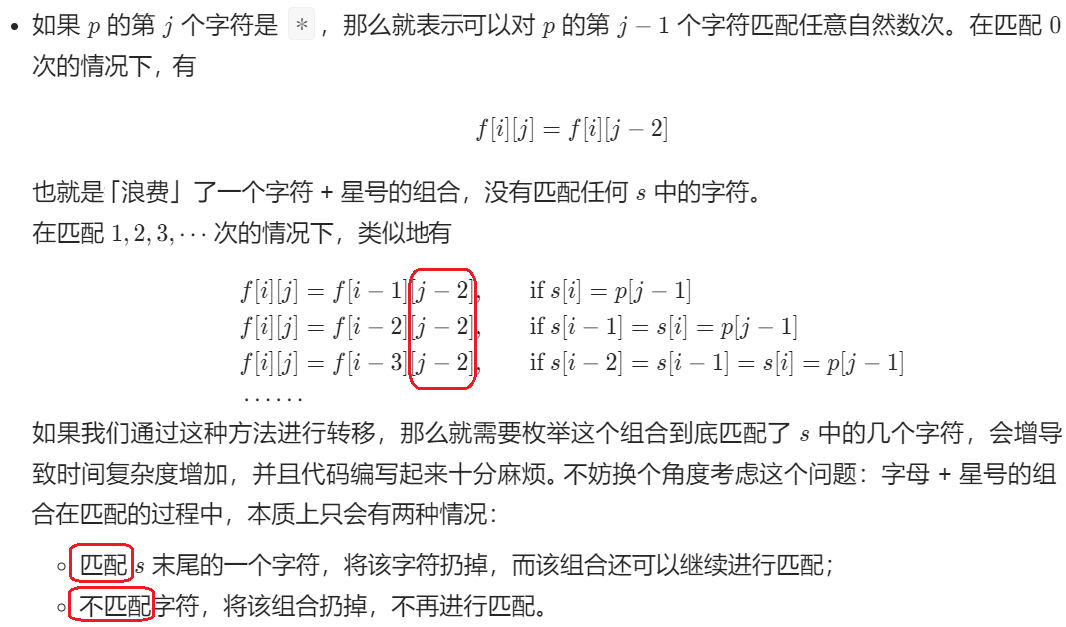 如果 p 的第 j 个字符是 * ，那么就表示可以对 p 的第 j − 1 个字符匹配任意自然数次。在匹配 0
次的情况下，有
f[i][j] = f[i][j − 2]
也就是「浪费」了一个字符 + 星号的组合，没有匹配任何 s 中的字符。
在匹配 1, 2, 3, ⋯ 次的情况下，类似地有
f[i][j] = f[i − 1][j − 2], if s[i] = p[j − 1]
f[i][j] = f[i − 2][j − 2], if s[i − 1] = s[i] = p[j − 1]
f[i][j] = f[i − 3][j − 2], if s[i − 2] = s[i − 1] = s[i] = p[j − 1]
⋯⋯
如果我们通过这种方法进行转移，那么就需要枚举这个组合到底匹配了 s 中的几个字符，会增导
致时间复杂度增加，并且代码编写起来十分麻烦。不妨换个角度考虑这个问题：字母 + 星号的组
合在匹配的过程中，本质上只会有两种情况：
匹配 s 末尾的一个字符，将该字符扔掉，而该组合还可以继续进行匹配；
不匹配字符，将该组合扔掉，不再进行匹配。